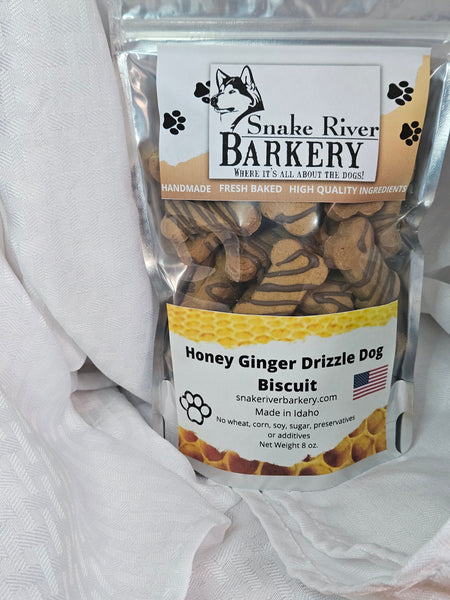 Snake River
BARKERY
WHERE IT'S ALL ABOUT THE DOGS!
HANDMADE FRESH BAKED HIGH QUALITY INGREDIENTS
Honey Ginger Drizzle Dog
Biscuit
snakeriverbarkery.com
Made in Idaho
No wheat, corn, soy, sugar, preservatives
or additives
Net Weight 8 oz.